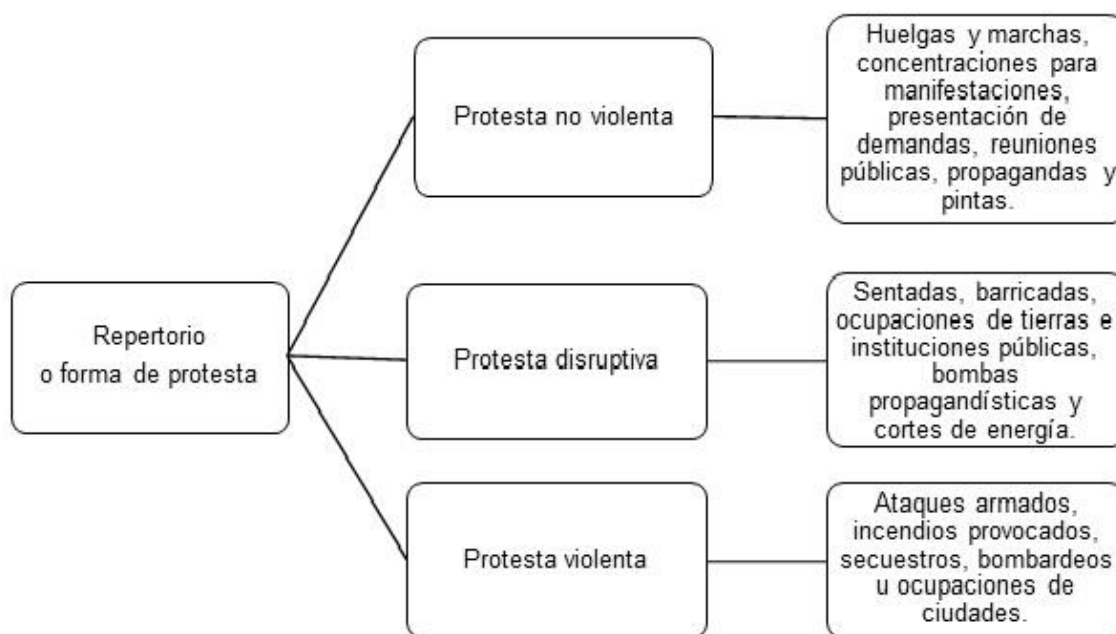 Repertorio
o forma de protesta
Protesta no violenta
Huelgas y marchas,
concentraciones para
manifestaciones,
presentación de
demandas, reuniones
públicas, propagandas y
pintas.
Protesta disruptiva
Sentadas, barricadas,
ocupaciones de tierras e
instituciones públicas,
bombas
propagandísticas y
cortes de energía.
Protesta violenta
Ataques armados,
incendios provocados,
secuestros, bombardeos
u ocupaciones de
ciudades.